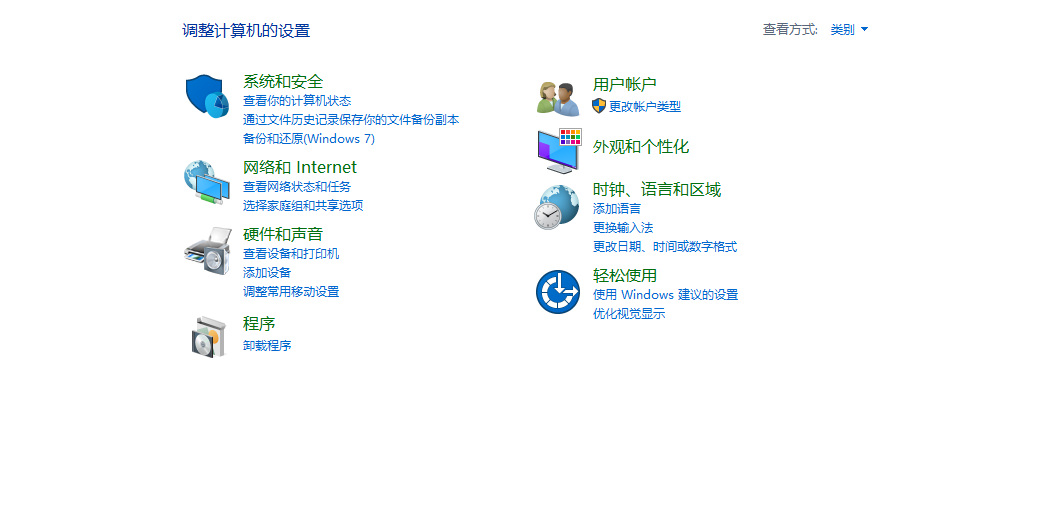 调整计算机的设置
查看方式: 类别
系统和安全
查看你的计算机状态
通过文件历史记录保存你的文件备份副本
备份和还原(Windows 7)
网络和 Internet
查看网络状态和任务
选择家庭组和共享选项
硬件和声音
查看设备和打印机
添加设备
调整常用移动设置
程序
卸载程序
用户帐户
更改帐户类型
外观和个性化
时钟、语言和区域
添加语言
更换输入法
更改日期、时间或数字格式
轻松使用
使用 Windows 建议的设置
优化视觉显示